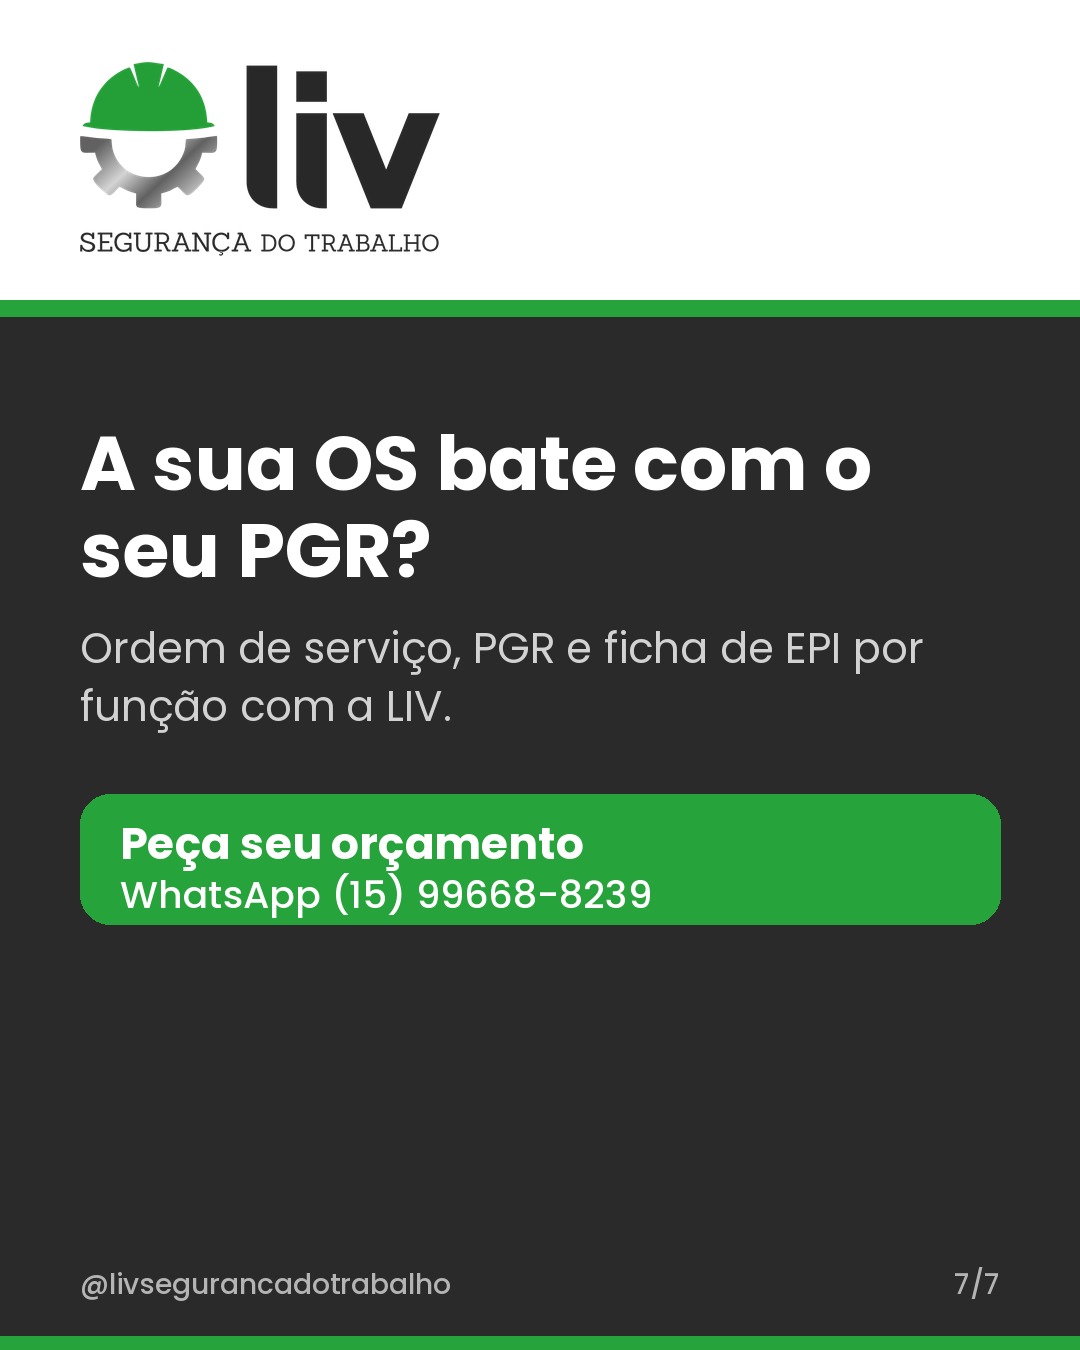 liv
SEGURANÇA DO TRABALHO
A sua OS bate com o
seu PGR?
Ordem de serviço, PGR e ficha de EPI por
função com a LIV.
Peça seu orçamento
WhatsApp (15) 99668-8239
@livsegurancadotrabalho
7/7